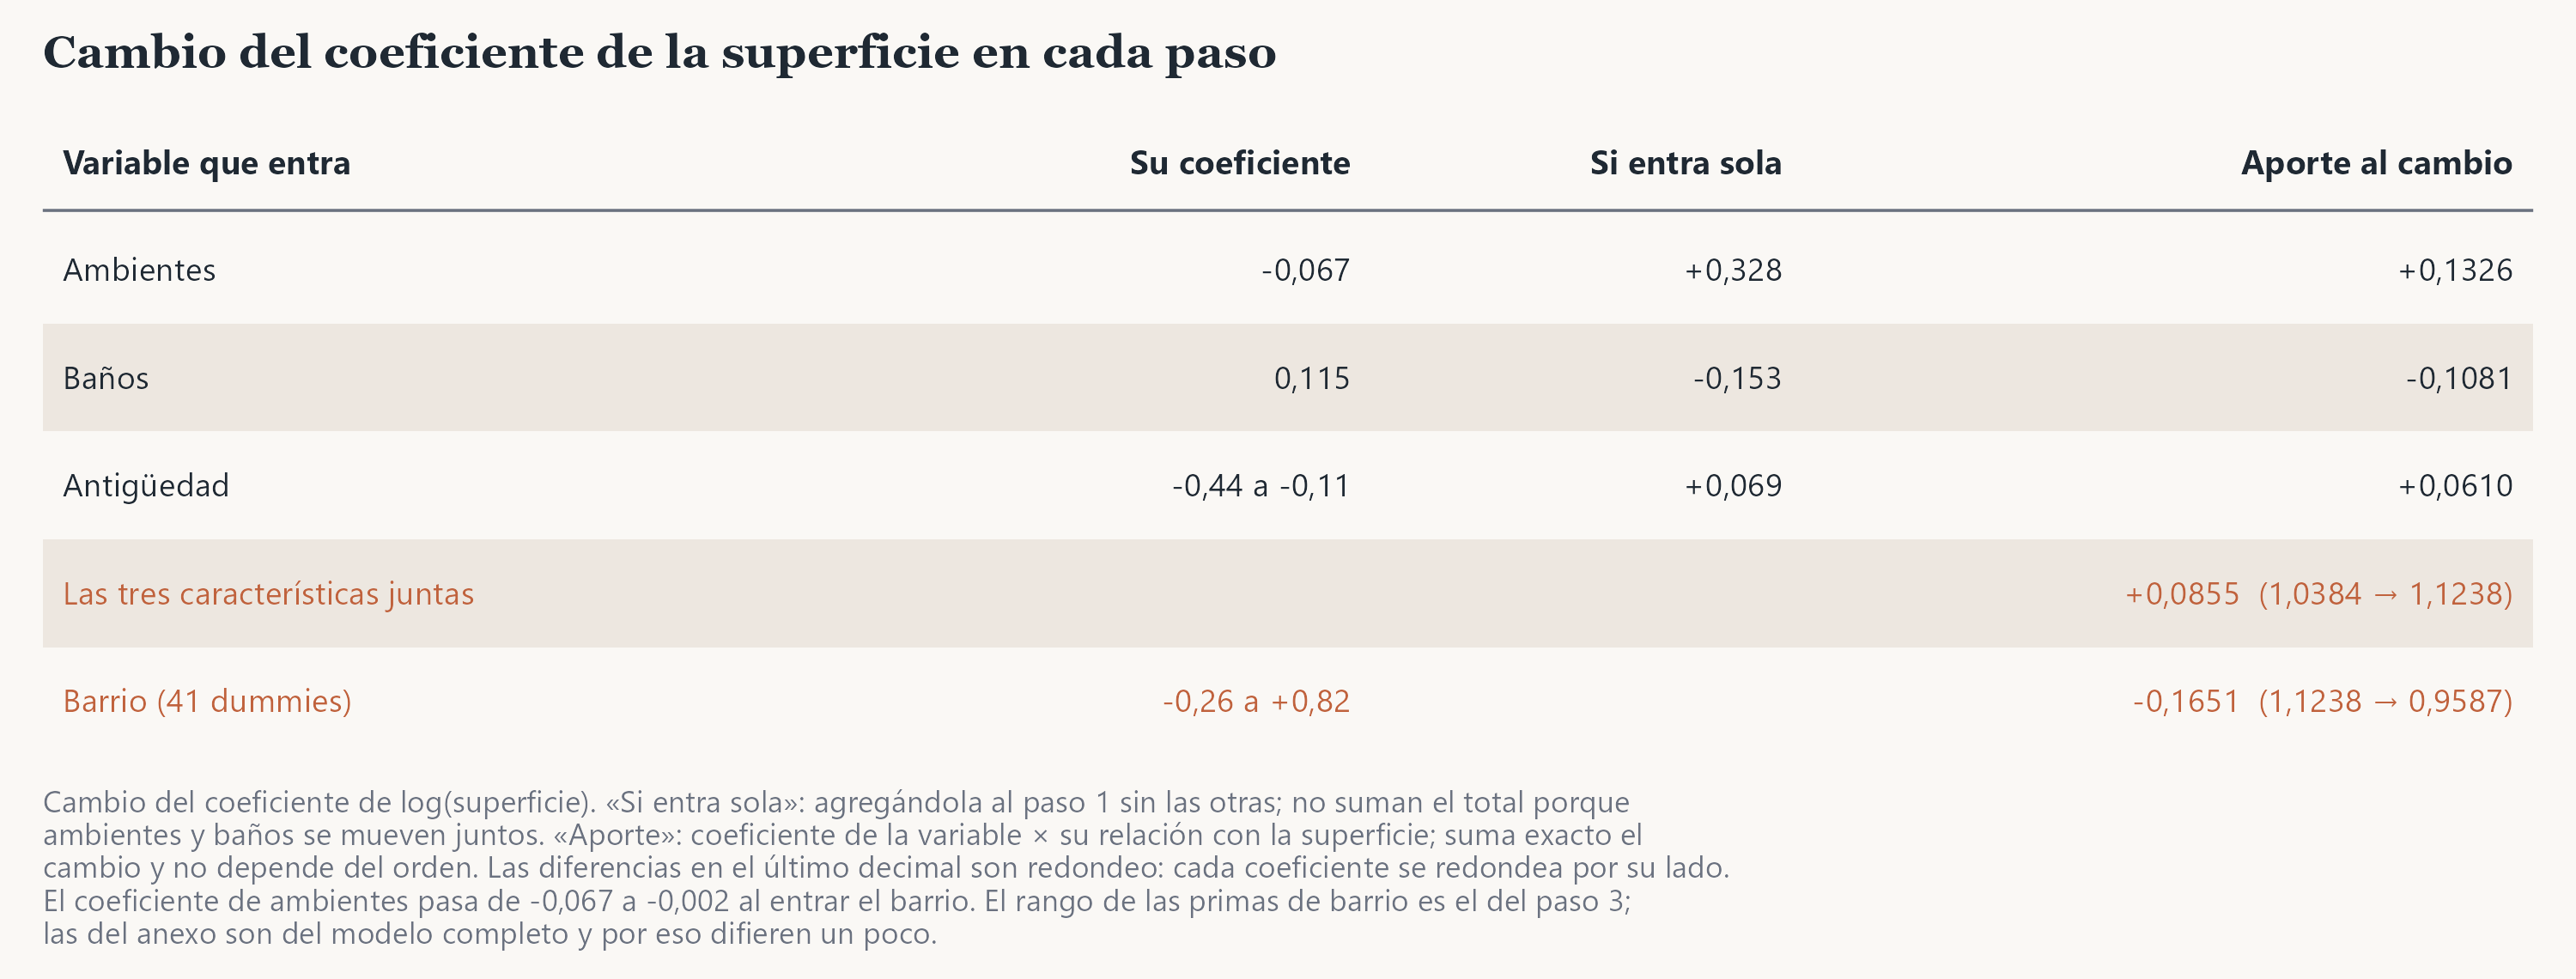 Cambio del coeficiente de la superficie en cada paso
Variable que entra Su coeficiente Si entra sola Aporte al cambio
Ambientes -0,067 +0,328 +0,1326
Baños 0,115 -0,153 -0,1081
Antigüedad -0,44 a -0,11 +0,069 +0,0610
Las tres características juntas +0,0855 (1,0384 → 1,1238)
Barrio (41 dummies) -0,26 a +0,82 -0,1651 (1,1238 → 0,9587)
Cambio del coeficiente de log(superficie). «Si entra sola»: agregándola al paso 1 sin las otras; no suman el total porque
ambientes y baños se mueven juntos. «Aporte»: coeficiente de la variable × su relación con la superficie; suma exacto el
cambio y no depende del orden. Las diferencias en el último decimal son redondeo: cada coeficiente se redondea por su lado.
El coeficiente de ambientes pasa de -0,067 a -0,002 al entrar el barrio. El rango de las primas de barrio es el del paso 3;
las del anexo son del modelo completo y por eso difieren un poco.